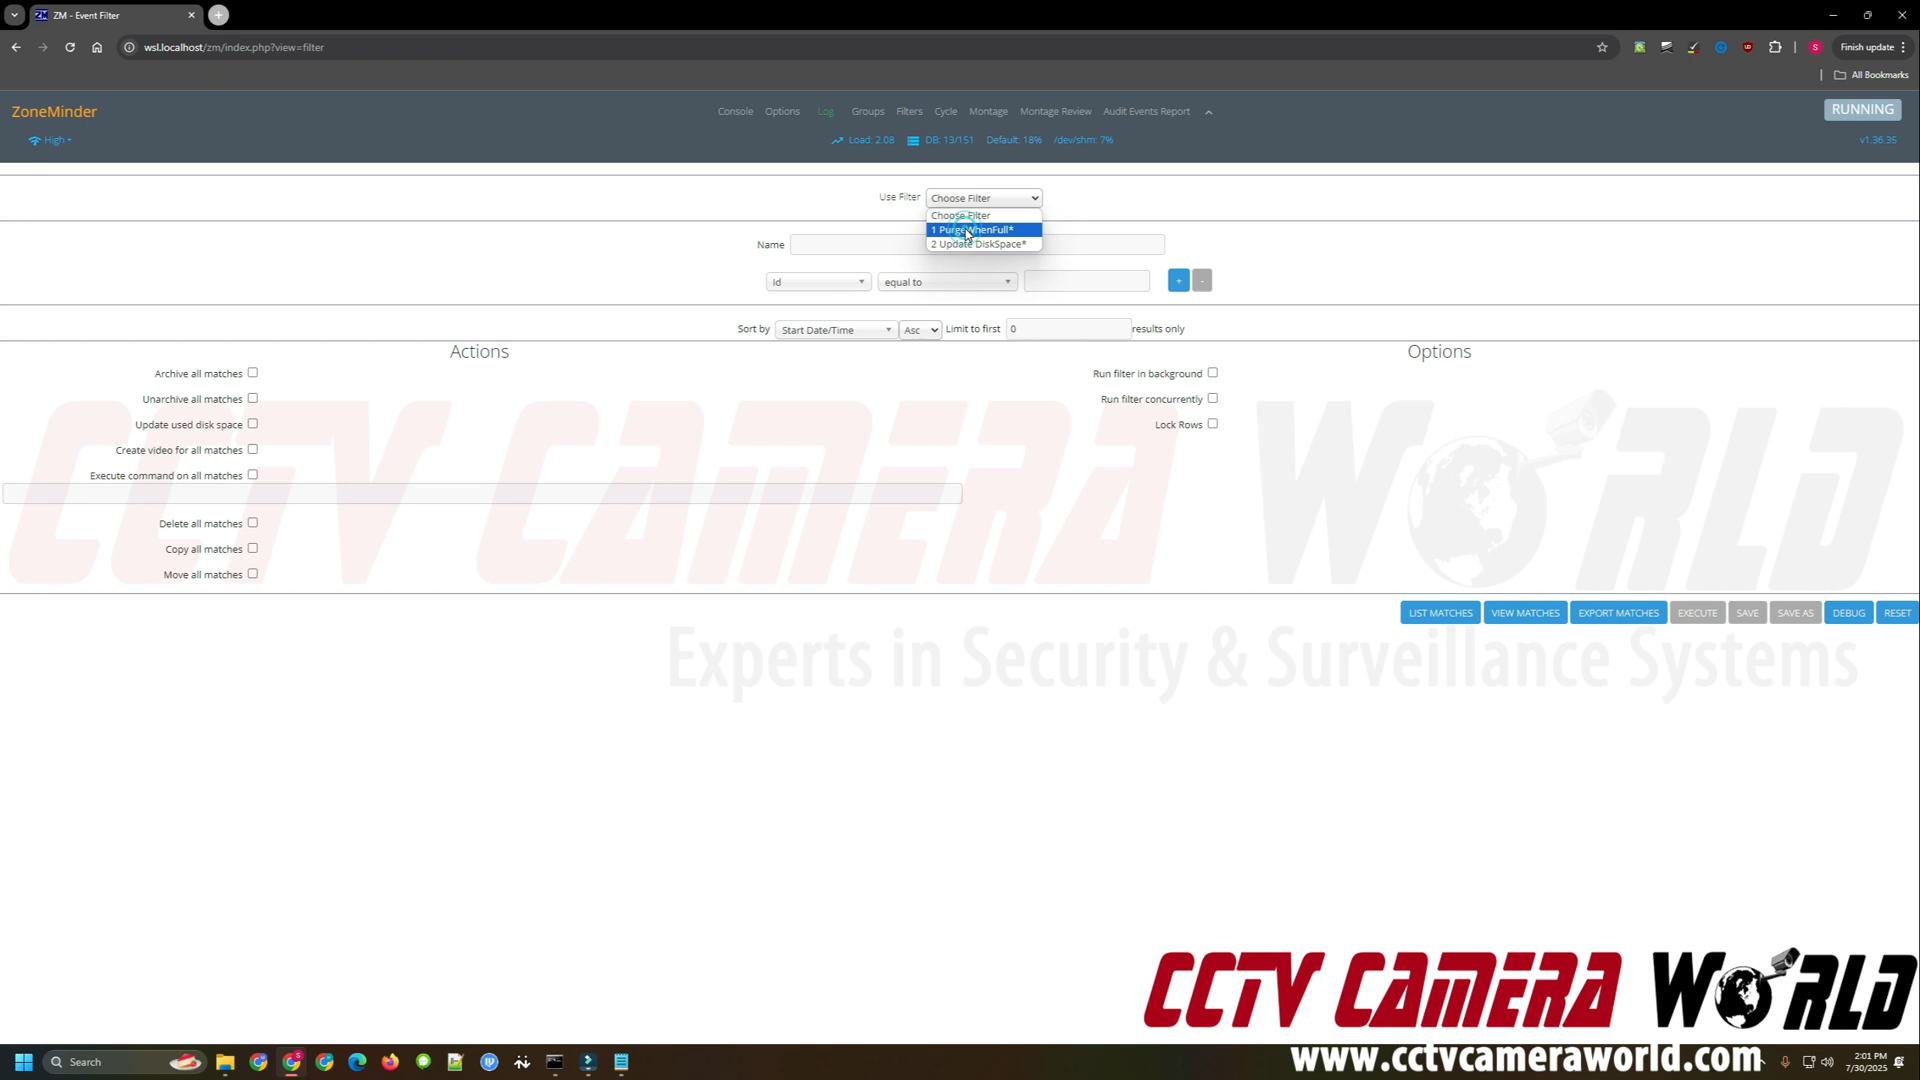 ZM - Event Filter
wsl.localhost/zm/index.php?view=filter
S
Finish update
All Bookmarks
ZoneMinder
Console
Options
Log
Groups
Filters
Cycle
Montage
Montage Review
Audit Events Report
RUNNING
High
Load: 2.08
DB: 13/151
Default: 18%
/dev/shm: 7%
v1.36.35
Use Filter
Choose Filter
Choose Filter
1 PurgeWhenFull*
2 Update DiskSpace*
Name
Id
equal to
+
-
Sort by
Start Date/Time
Asc
Limit to first
0
results only
Actions
Options
Archive all matches
Unarchive all matches
Update used disk space
Create video for all matches
Execute command on all matches
Delete all matches
Copy all matches
Move all matches
Run filter in background
Run filter concurrently
Lock Rows
CCTV CAMERA WORLD
LIST MATCHES
VIEW MATCHES
EXPORT MATCHES
EXECUTE
SAVE
SAVE AS
DEBUG
RESET
Experts in Security & Surveillance Systems
CCTV CAMERA WORLD
www.cctvcameraworld.com
Search
2:01 PM
7/30/2025